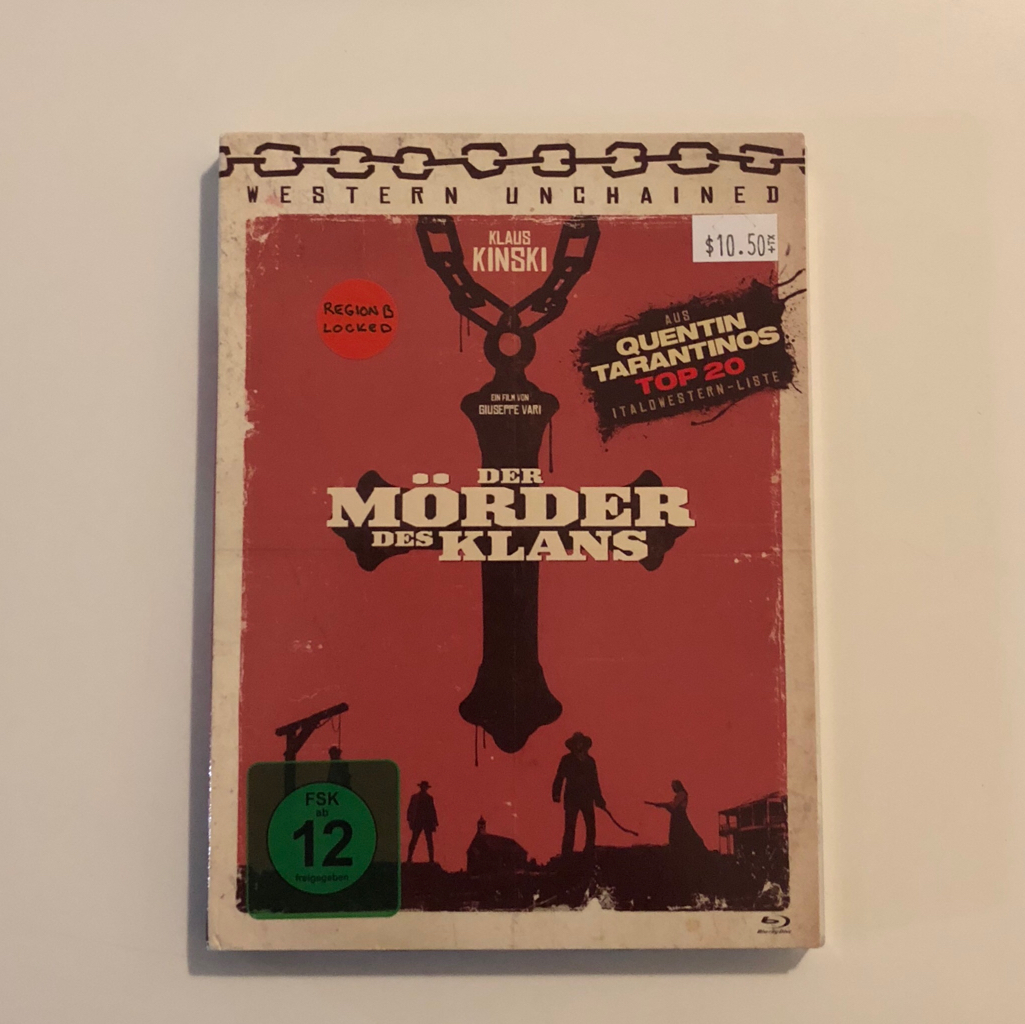 WESTERN UNCHAINED
KLAUS
KINSKI
$10.50 +TX
REGION B
LOCKED
AUS
QUENTIN
TARANTINOS
TOP 20
ITALOWESTERN-LISTE
EIN FILM VON
GIUSEPPE VARI
DER
MÖRDER
DES KLANS
FSK
ab
12
freigegeben
Blu-ray Disc